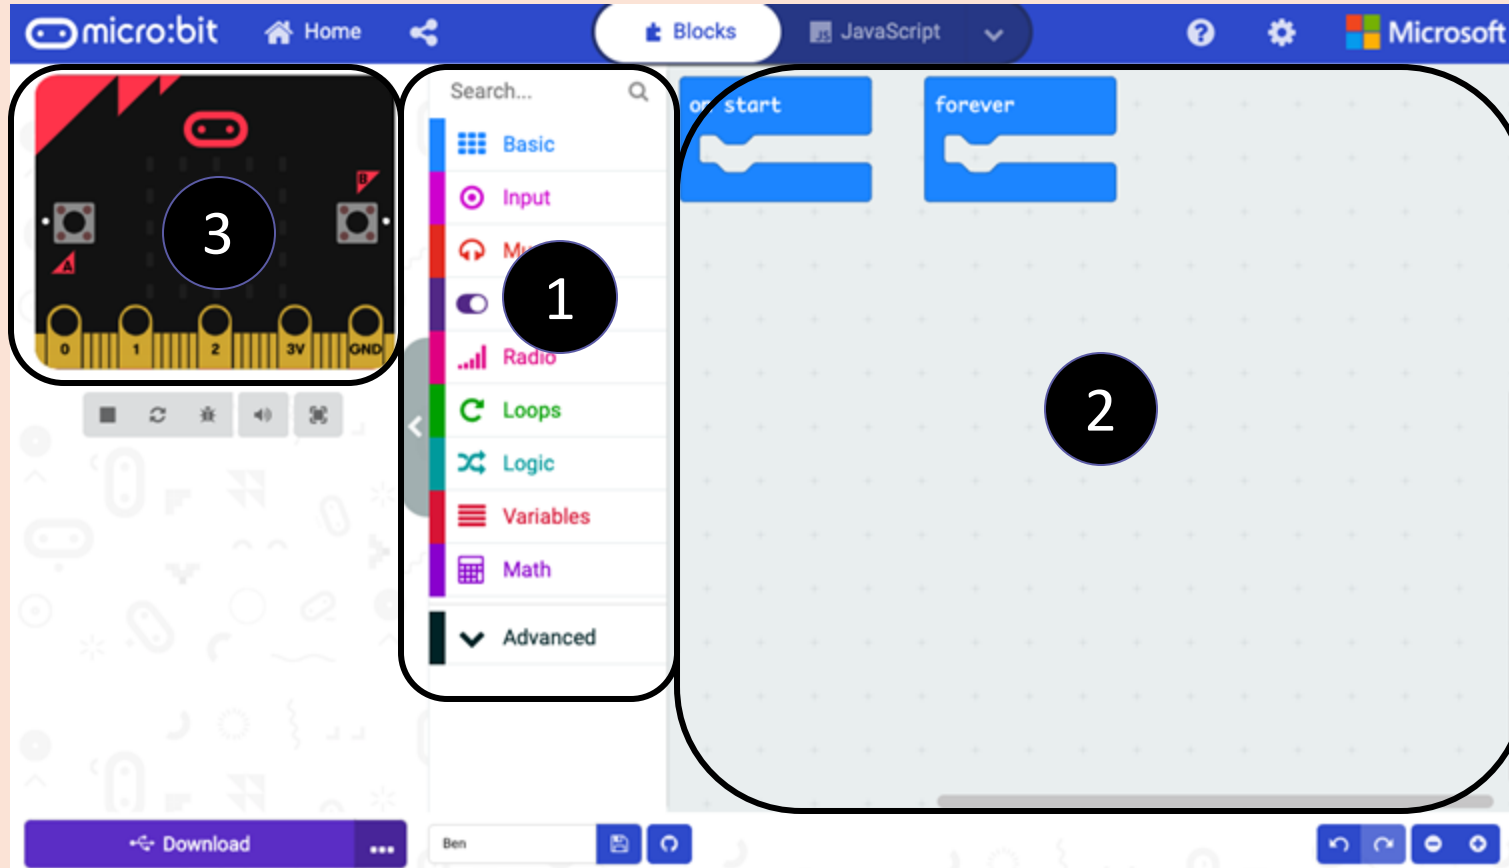 micro:bit Home Blocks JavaScript Microsoft
Search...
on start
forever
Basic
Input
B
3
1
A
Radio
0 1 2 3V GND
Loops
2
Logic
Variables
Math
Advanced
Download ... Ben